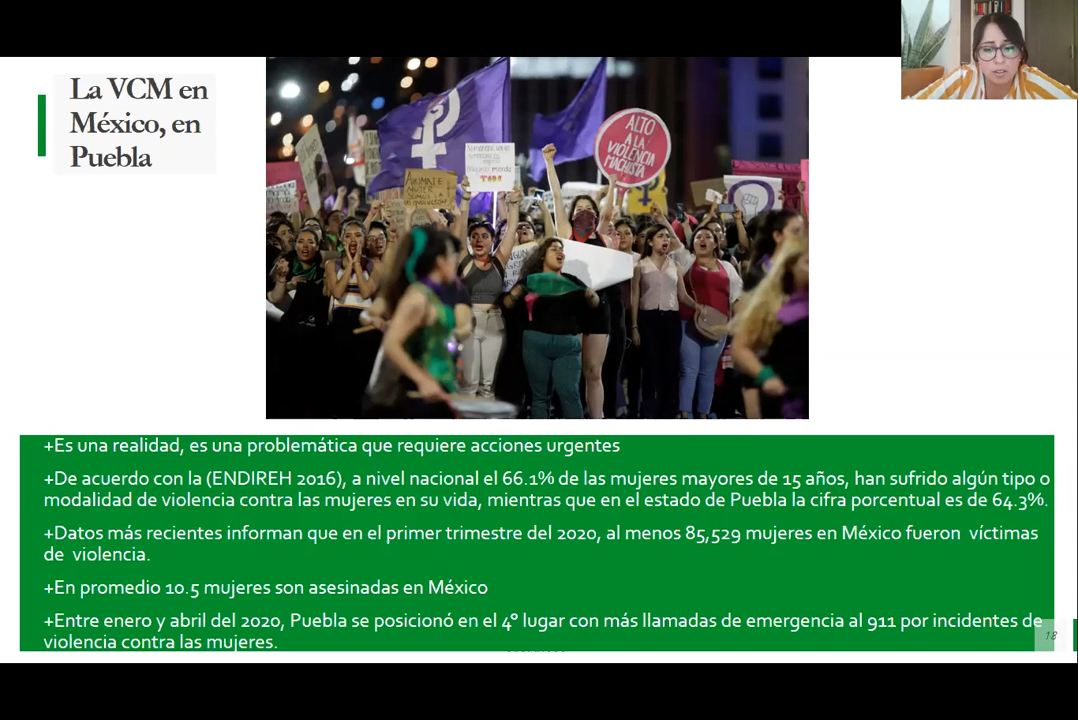 La VCM en
México, en
Puebla
ALTO
A LA
VIOLENCIA
MACHISTA
ANIMATE
MUJER
SOMOS LA
+Es una realidad, es una problemática que requiere acciones urgentes
+De acuerdo con la (ENDIREH 2016), a nivel nacional el 66.1% de las mujeres mayores de 15 años, han sufrido algún tipo o
modalidad de violencia contra las mujeres en su vida, mientras que en el estado de Puebla la cifra porcentual es de 64.3%.
+Datos más recientes informan que en el primer trimestre del 2020, al menos 85,529 mujeres en México fueron víctimas
de violencia.
+En promedio 10.5 mujeres son asesinadas en México
+Entre enero y abril del 2020, Puebla se posicionó en el 4º lugar con más llamadas de emergencia al 911 por incidentes de
violencia contra las mujeres.
18